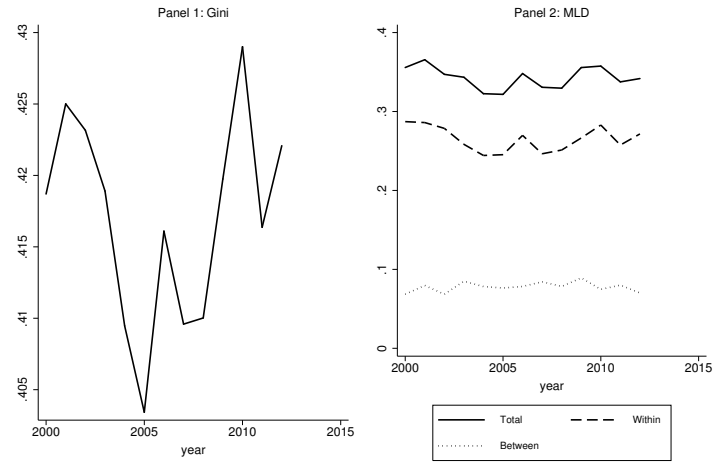 Panel 1: Gini
.43
.425
.42
.415
.41
.405
2000
2005
2010
2015
year
Panel 2: MLD
.4
.3
.2
.1
0
2000
2005
2010
2015
year
Total
Within
Between